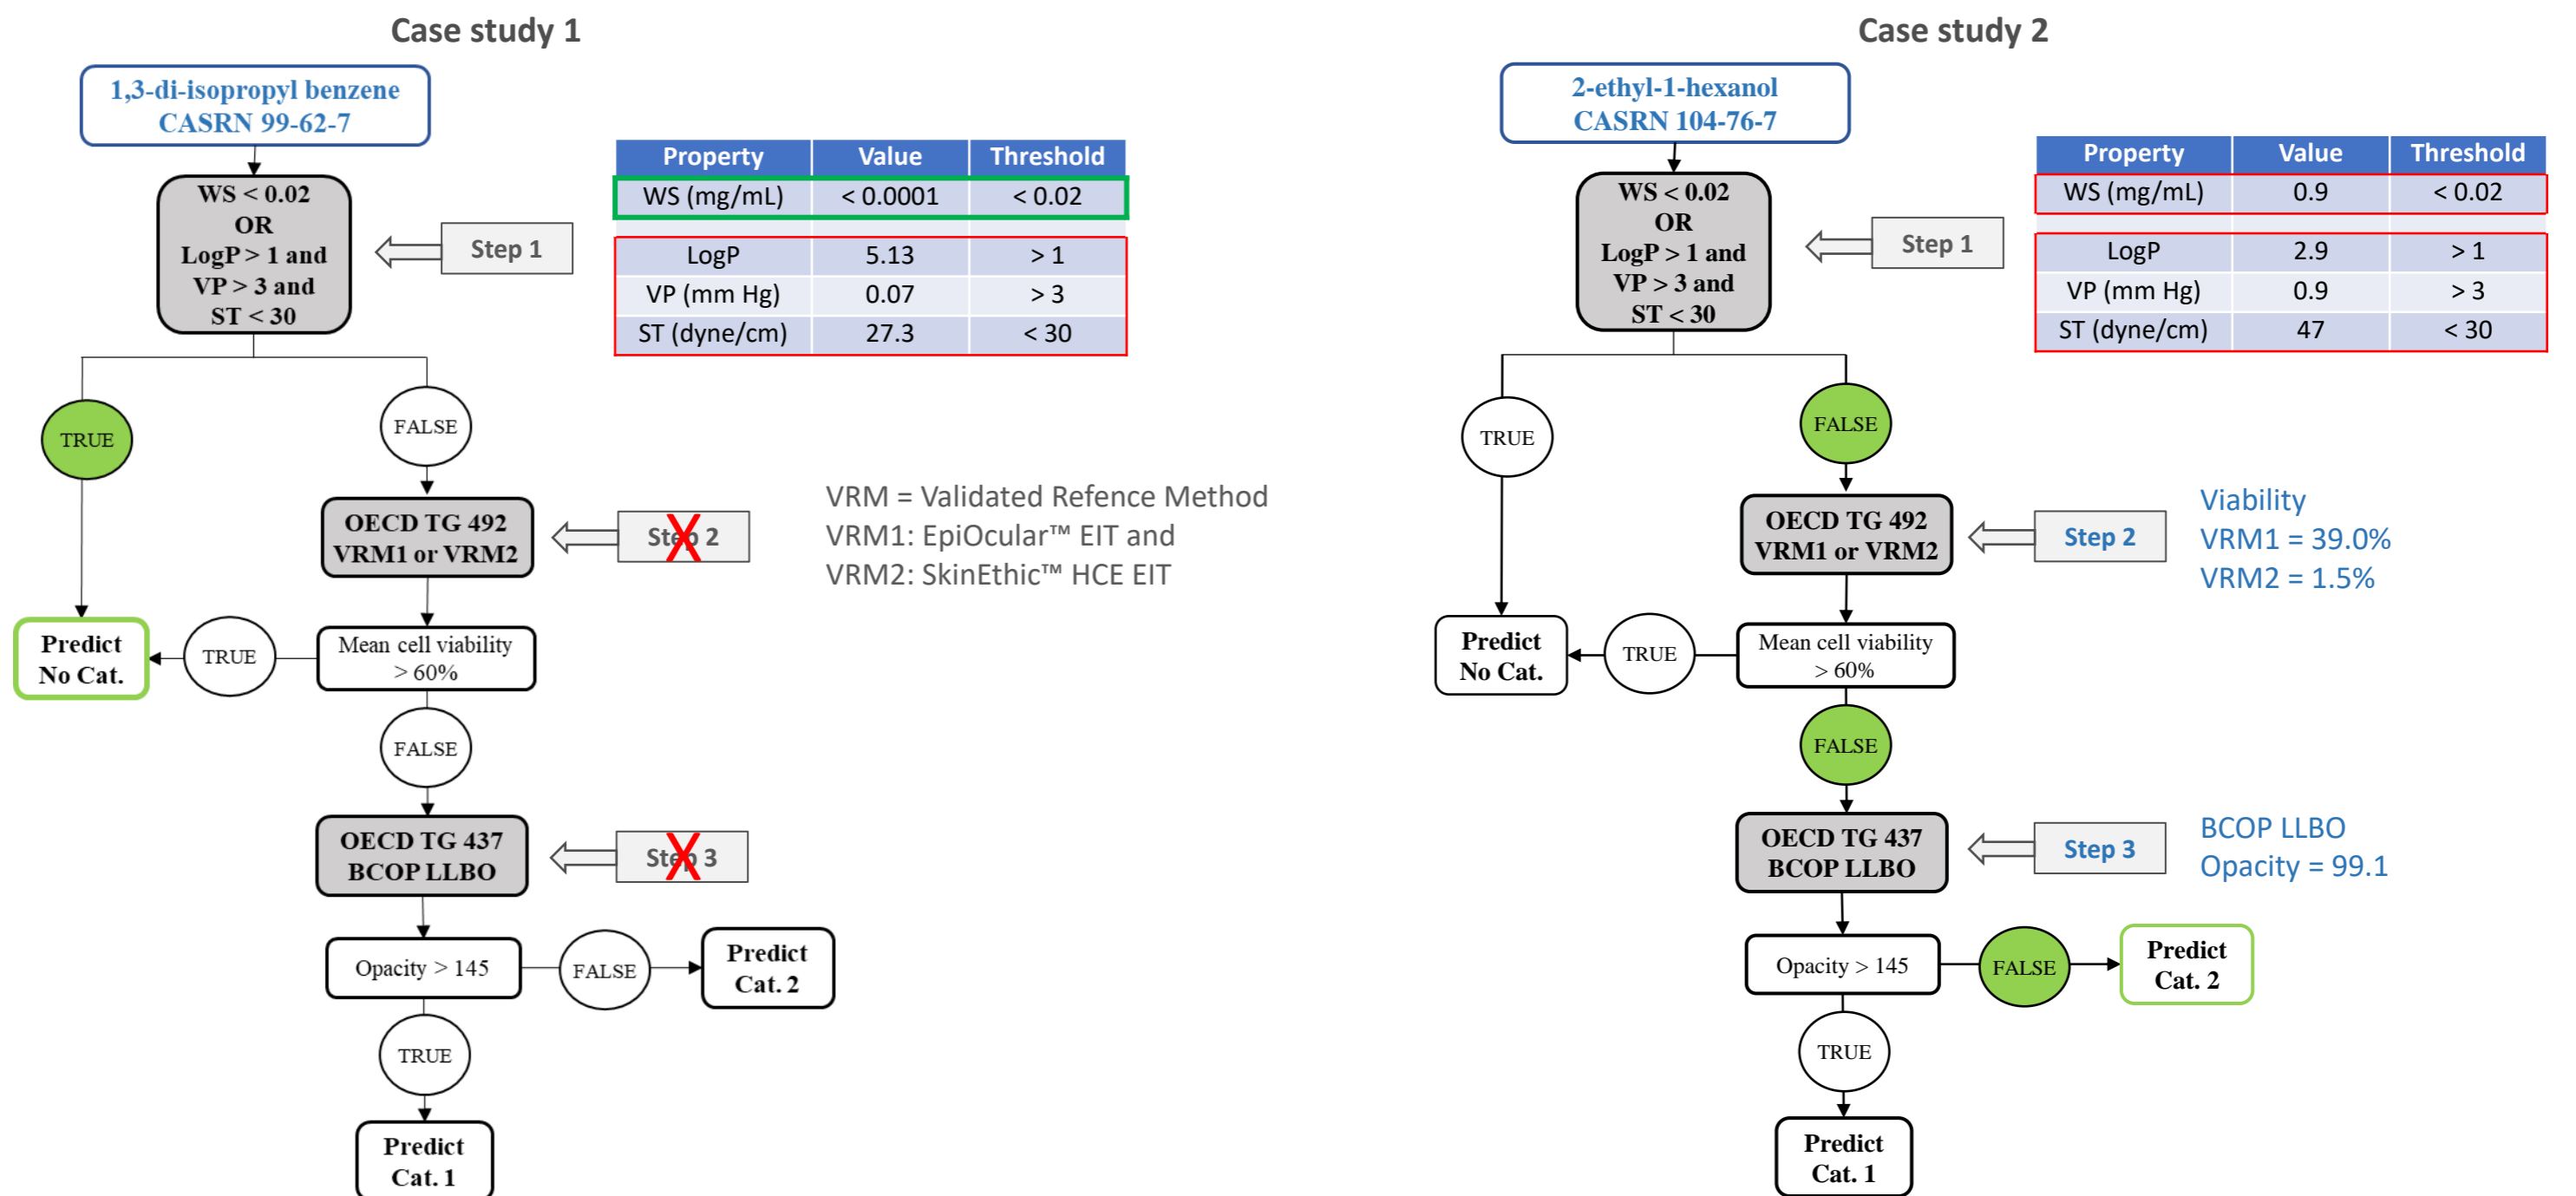 Case study 1
1,3-di-isopropyl benzene
CASRN 99-62-7
WS < 0.02
OR
LogP > 1 and
VP > 3 and
ST < 30
Step 1
Property Value Threshold
WS (mg/mL) < 0.0001 < 0.02
LogP 5.13 > 1
VP (mm Hg) 0.07 > 3
ST (dyne/cm) 27.3 < 30
TRUE
FALSE
OECD TG 492
VRM1 or VRM2
Step 2
X
VRM = Validated Refence Method
VRM1: EpiOcular™ EIT and
VRM2: SkinEthic™ HCE EIT
Predict
No Cat.
TRUE
Mean cell viability
> 60%
FALSE
OECD TG 437
BCOP LLBO
Step 3
X
Opacity > 145
FALSE
Predict
Cat. 2
TRUE
Predict
Cat. 1
Case study 2
2-ethyl-1-hexanol
CASRN 104-76-7
WS < 0.02
OR
LogP > 1 and
VP > 3 and
ST < 30
Step 1
Property Value Threshold
WS (mg/mL) 0.9 < 0.02
LogP 2.9 > 1
VP (mm Hg) 0.9 > 3
ST (dyne/cm) 47 < 30
TRUE
FALSE
OECD TG 492
VRM1 or VRM2
Step 2
Viability
VRM1 = 39.0%
VRM2 = 1.5%
Predict
No Cat.
TRUE
Mean cell viability
> 60%
FALSE
OECD TG 437
BCOP LLBO
Step 3
BCOP LLBO
Opacity = 99.1
Opacity > 145
FALSE
Predict
Cat. 2
TRUE
Predict
Cat. 1